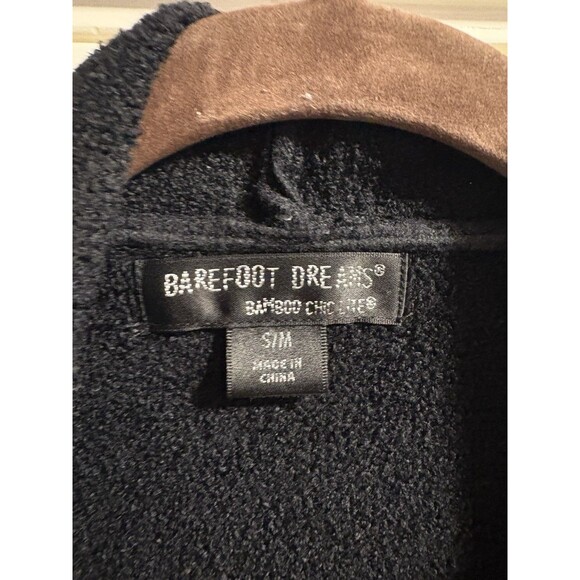 BAREFOOT DREAMS®
BAMBOO CHIC LITE®
S/M
MADE IN
CHINA